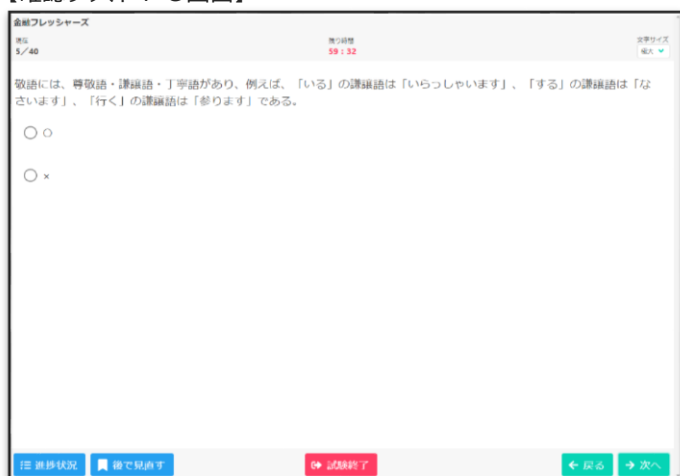 金融フレッシャーズ
現在
5／40
残り時間
59：32
文字サイズ
拡大
敬語には、尊敬語・謙譲語・丁寧語があり、例えば、「いる」の謙譲語は「いらっしゃいます」、「する」の謙譲語は「な
さいます」、「行く」の謙譲語は「参ります」である。
○
×
進捗状況
後で見直す
試験終了
戻る
次へ